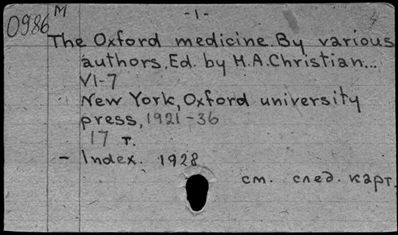 -1-
0986 M
The Oxford medicine. By various
authors. Ed. by H.A. Christian...
VI-7
New York, Oxford university
press, 1921-36
17 т.
- Index. 1928
см. след. карт.